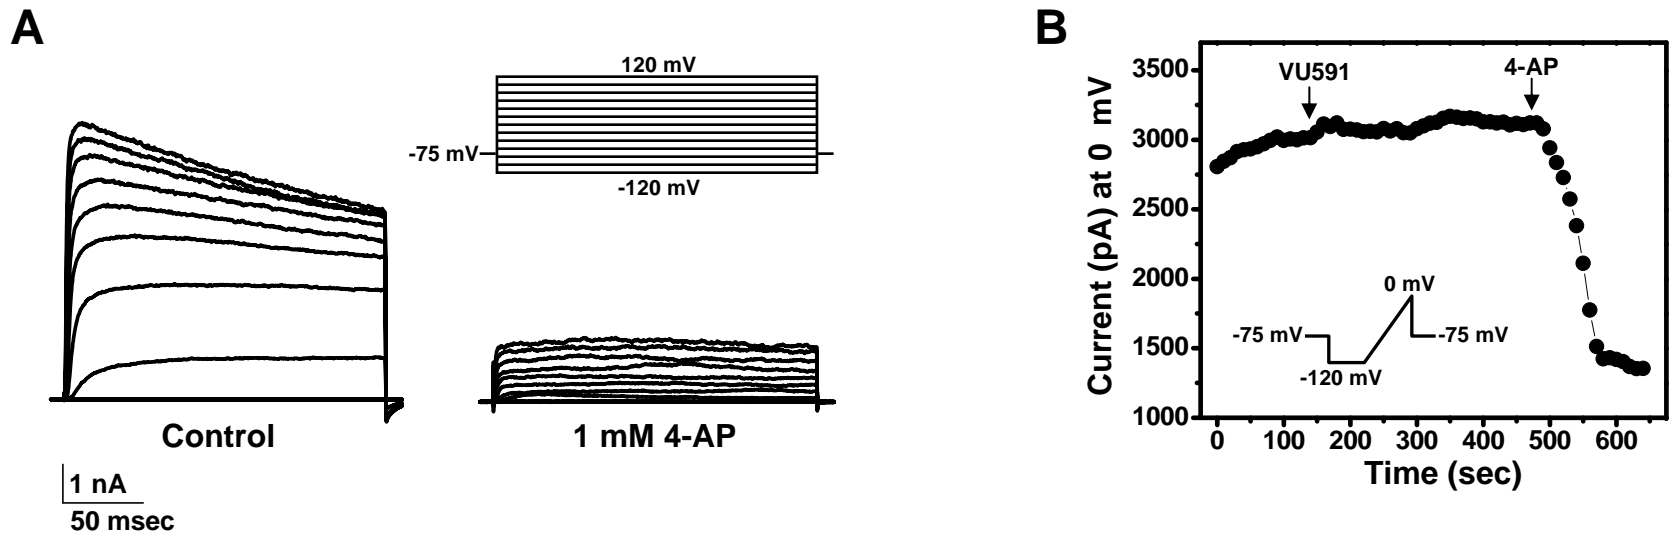 A
120 mV
-75 mV
-120 mV
Control
1 mM 4-AP
1 nA
50 msec
B
Current (pA) at 0 mV
3500
3000
2500
2000
1500
1000
VU591
4-AP
0 mV
-75 mV
-75 mV
-120 mV
0 100 200 300 400 500 600
Time (sec)